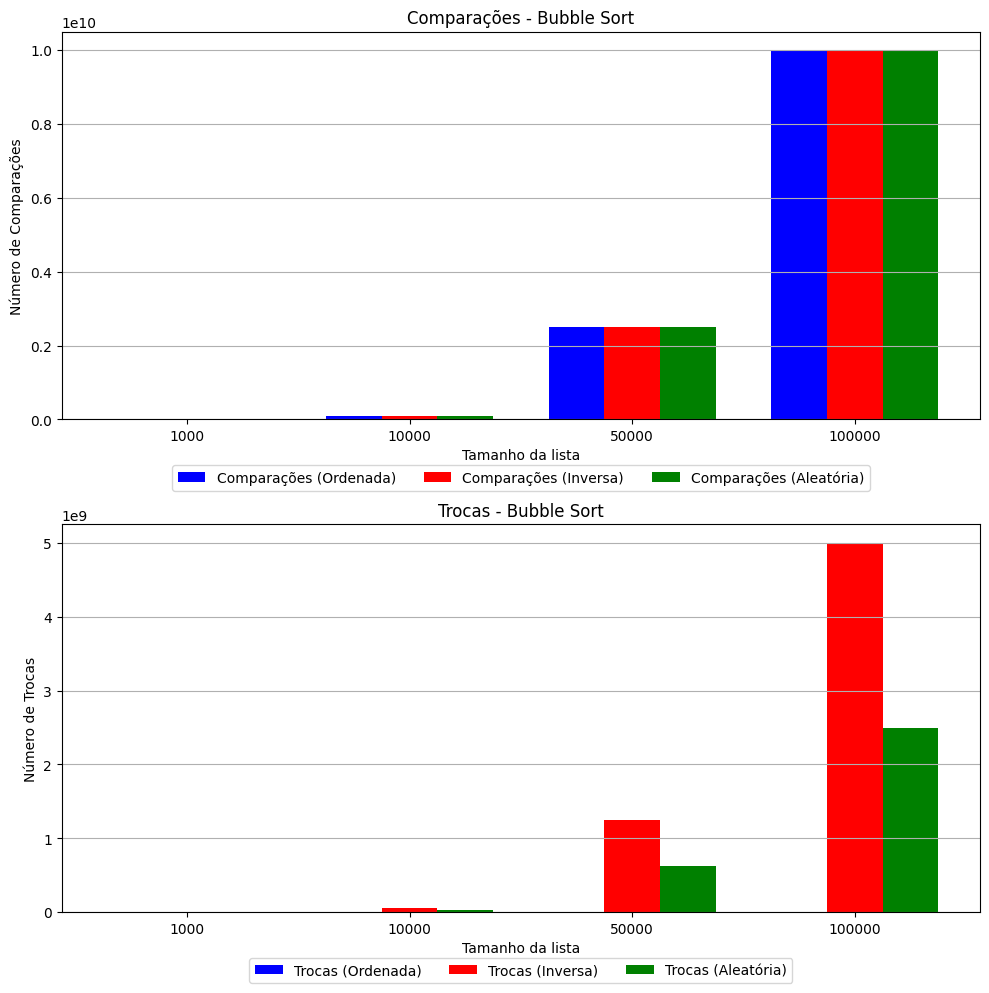 Comparações - Bubble Sort
1e10
Número de Comparações
1.0
0.8
0.6
0.4
0.2
0.0
1000 10000 50000 100000
Tamanho da lista
Comparações (Ordenada) Comparações (Inversa) Comparações (Aleatória)
Trocas - Bubble Sort
1e9
Número de Trocas
5
4
3
2
1
0
1000 10000 50000 100000
Tamanho da lista
Trocas (Ordenada) Trocas (Inversa) Trocas (Aleatória)